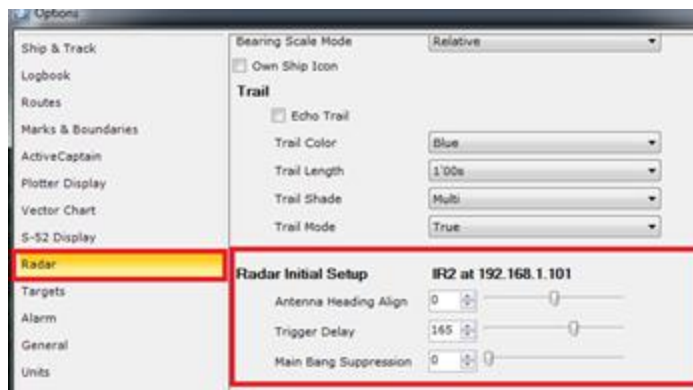 Options
Ship & Track
Logbook
Routes
Marks & Boundaries
ActiveCaptain
Plotter Display
Vector Chart
S-52 Display
Radar
Targets
Alarm
General
Units
Bearing Scale Mode Relative
Own Ship Icon
Trail
Echo Trail
Trail Color Blue
Trail Length 1'00s
Trail Shade Multi
Trail Mode True
Radar Initial Setup IR2 at 192.168.1.101
Antenna Heading Align 0
Trigger Delay 165
Main Bang Suppression 0